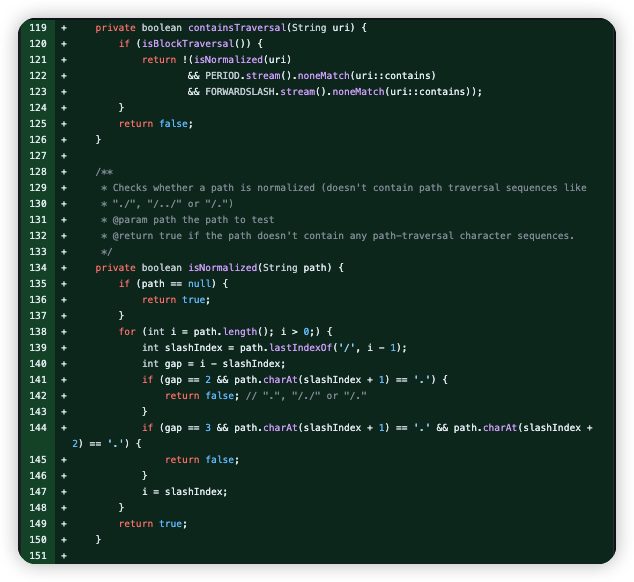 119 + private boolean containsTraversal(String uri) {
120 + if (isBlockTraversal()) {
121 + return !(isNormalized(uri)
122 + && PERIOD.stream().noneMatch(uri::contains)
123 + && FORWARDSLASH.stream().noneMatch(uri::contains));
124 + }
125 + return false;
126 + }
127 +
128 + /**
129 + * Checks whether a path is normalized (doesn't contain path traversal sequences like
130 + * "./", "/../" or "/.")
131 + * @param path the path to test
132 + * @return true if the path doesn't contain any path-traversal character sequences.
133 + */
134 + private boolean isNormalized(String path) {
135 + if (path == null) {
136 + return true;
137 + }
138 + for (int i = path.length(); i > 0;) {
139 + int slashIndex = path.lastIndexOf('/', i - 1);
140 + int gap = i - slashIndex;
141 + if (gap == 2 && path.charAt(slashIndex + 1) == '.') {
142 + return false; // ".", "/./" or "/."
143 + }
144 + if (gap == 3 && path.charAt(slashIndex + 1) == '.' && path.charAt(slashIndex +
2) == '.') {
145 + return false;
146 + }
147 + i = slashIndex;
148 + }
149 + return true;
150 + }
151 +